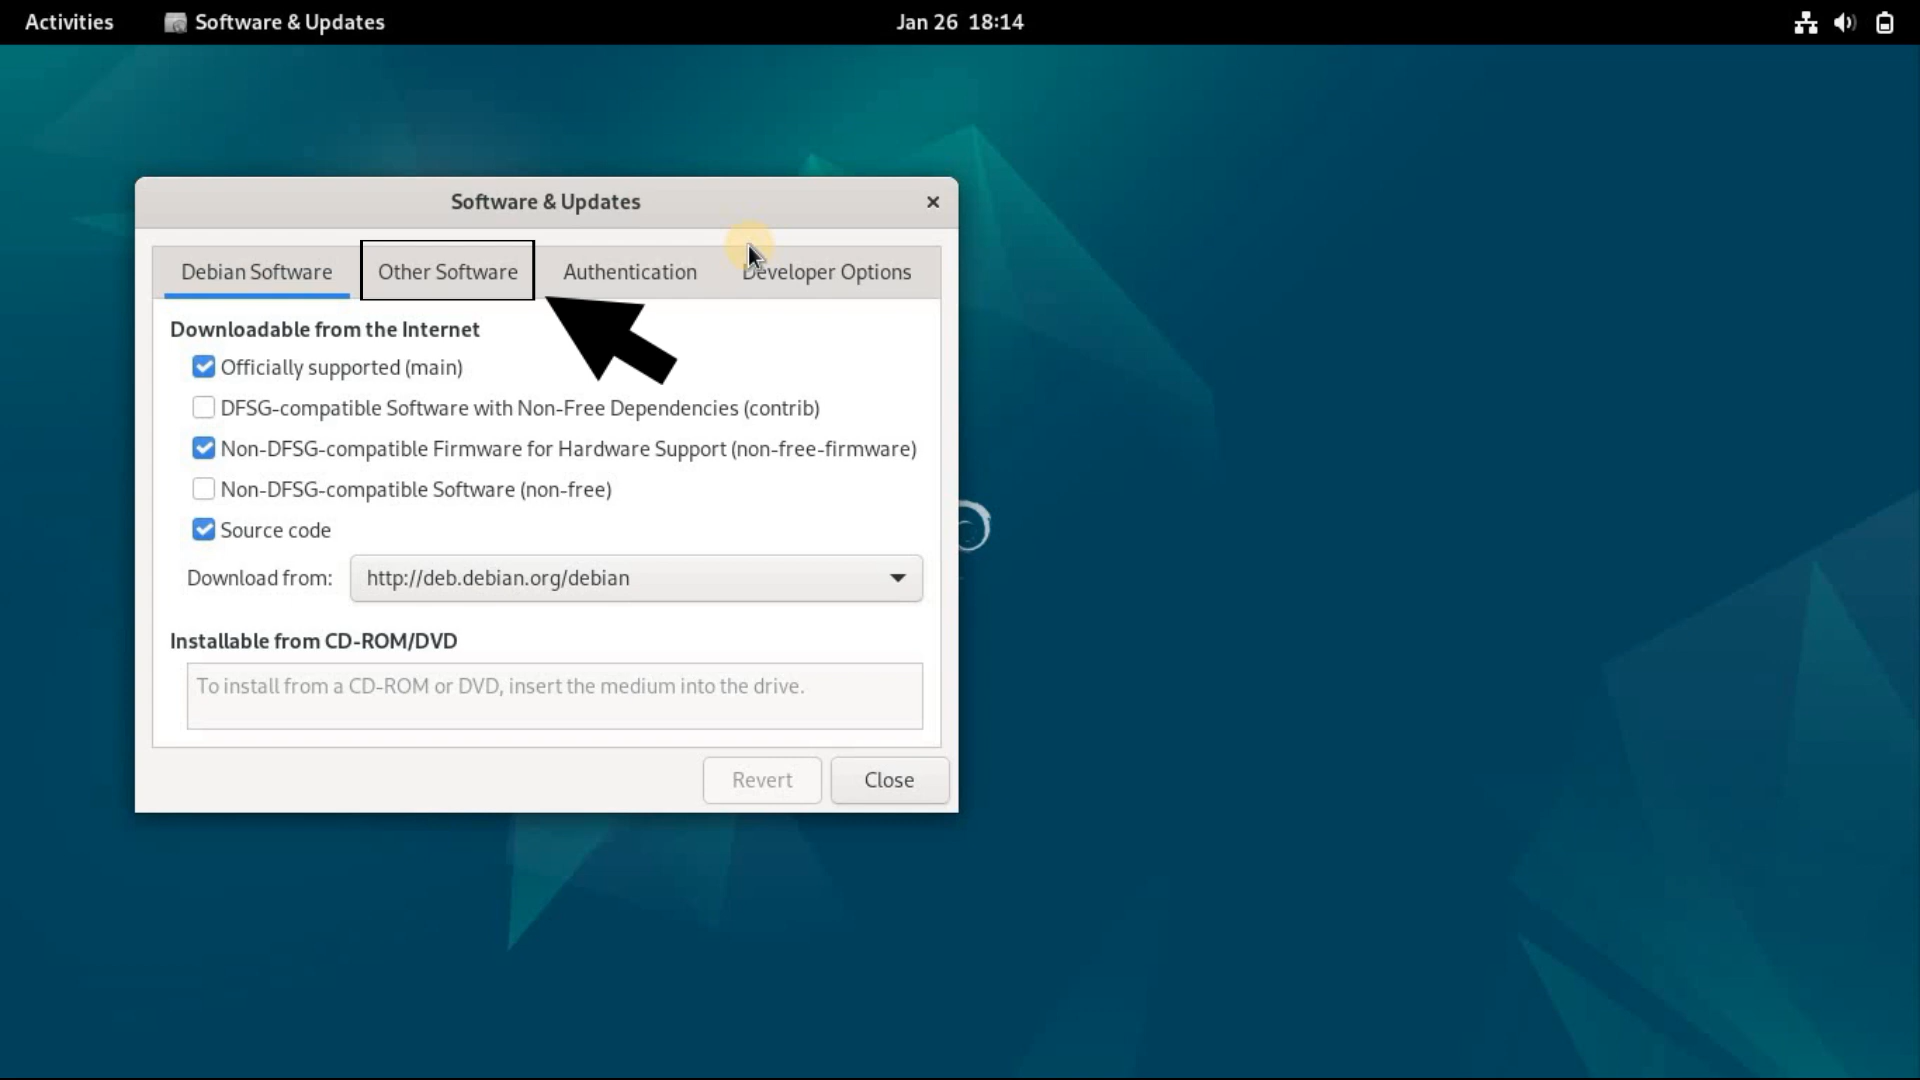 Activities
Software & Updates
Jan 26 18:14
Software & Updates
Debian Software
Other Software
Authentication
Developer Options
Downloadable from the Internet
Officially supported (main)
DFSG-compatible Software with Non-Free Dependencies (contrib)
Non-DFSG-compatible Firmware for Hardware Support (non-free-firmware)
Non-DFSG-compatible Software (non-free)
Source code
Download from: http://deb.debian.org/debian
Installable from CD-ROM/DVD
To install from a CD-ROM or DVD, insert the medium into the drive.
Revert
Close